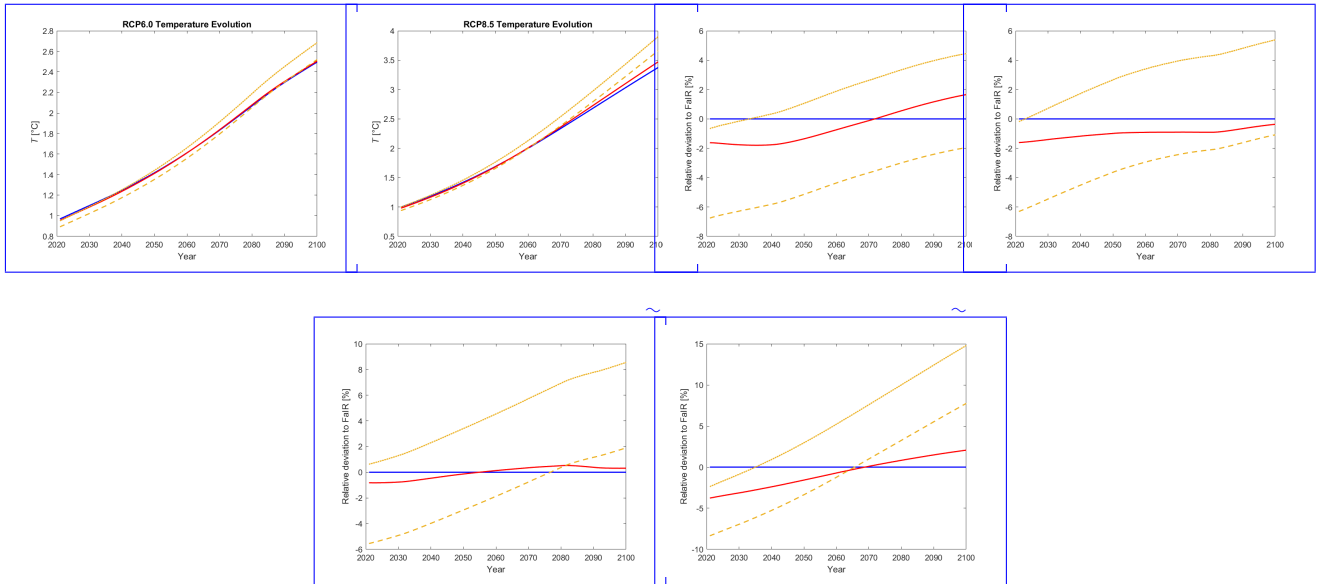 RCP6.0 Temperature Evolution
2.8
2.6
2.4
2.2
2
1.8
1.6
1.4
1.2
1
0.8
T [°C]
2020 2030 2040 2050 2060 2070 2080 2090 2100
Year
RCP8.5 Temperature Evolution
4
3.5
3
2.5
2
1.5
1
0.5
T [°C]
2020 2030 2040 2050 2060 2070 2080 2090 2100
Year
6
4
2
0
-2
-4
-6
-8
Relative deviation to FaIR [%]
2020 2030 2040 2050 2060 2070 2080 2090 2100
Year
6
4
2
0
-2
-4
-6
-8
Relative deviation to FaIR [%]
2020 2030 2040 2050 2060 2070 2080 2090 2100
Year
~
~
10
8
6
4
2
0
-2
-4
-6
Relative deviation to FaIR [%]
2020 2030 2040 2050 2060 2070 2080 2090 2100
Year
15
10
5
0
-5
-10
Relative deviation to FaIR [%]
2020 2030 2040 2050 2060 2070 2080 2090 2100
Year